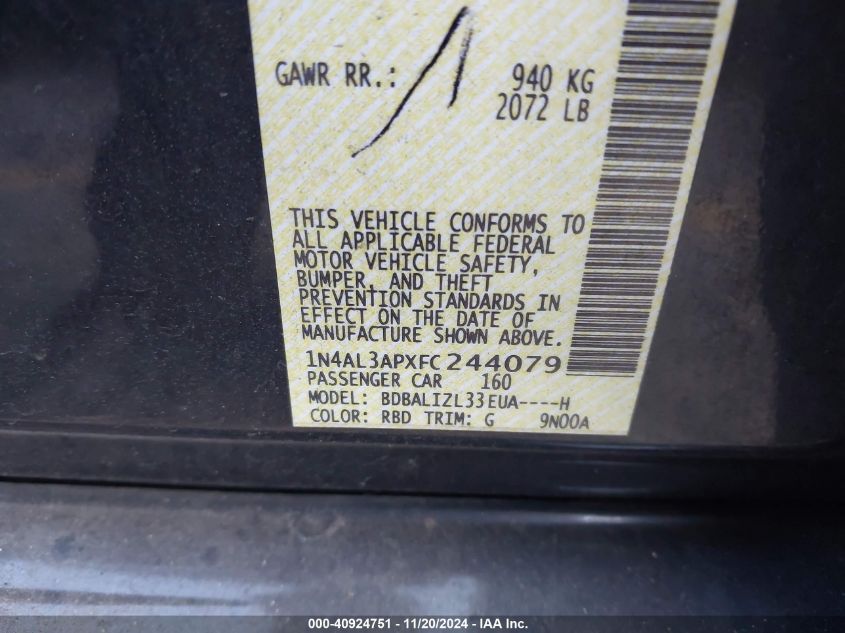 GAWR RR.: 940 KG
2072 LB
THIS VEHICLE CONFORMS TO
ALL APPLICABLE FEDERAL
MOTOR VEHICLE SAFETY,
BUMPER, AND THEFT
PREVENTION STANDARDS IN
EFFECT ON THE DATE OF
MANUFACTURE SHOWN ABOVE.
1N4AL3APXFC244079
PASSENGER CAR 160
MODEL: BDBALIZL33EUA----H
COLOR: RBD TRIM: G 9N00A
000-40924751 - 11/20/2024 - IAA Inc.